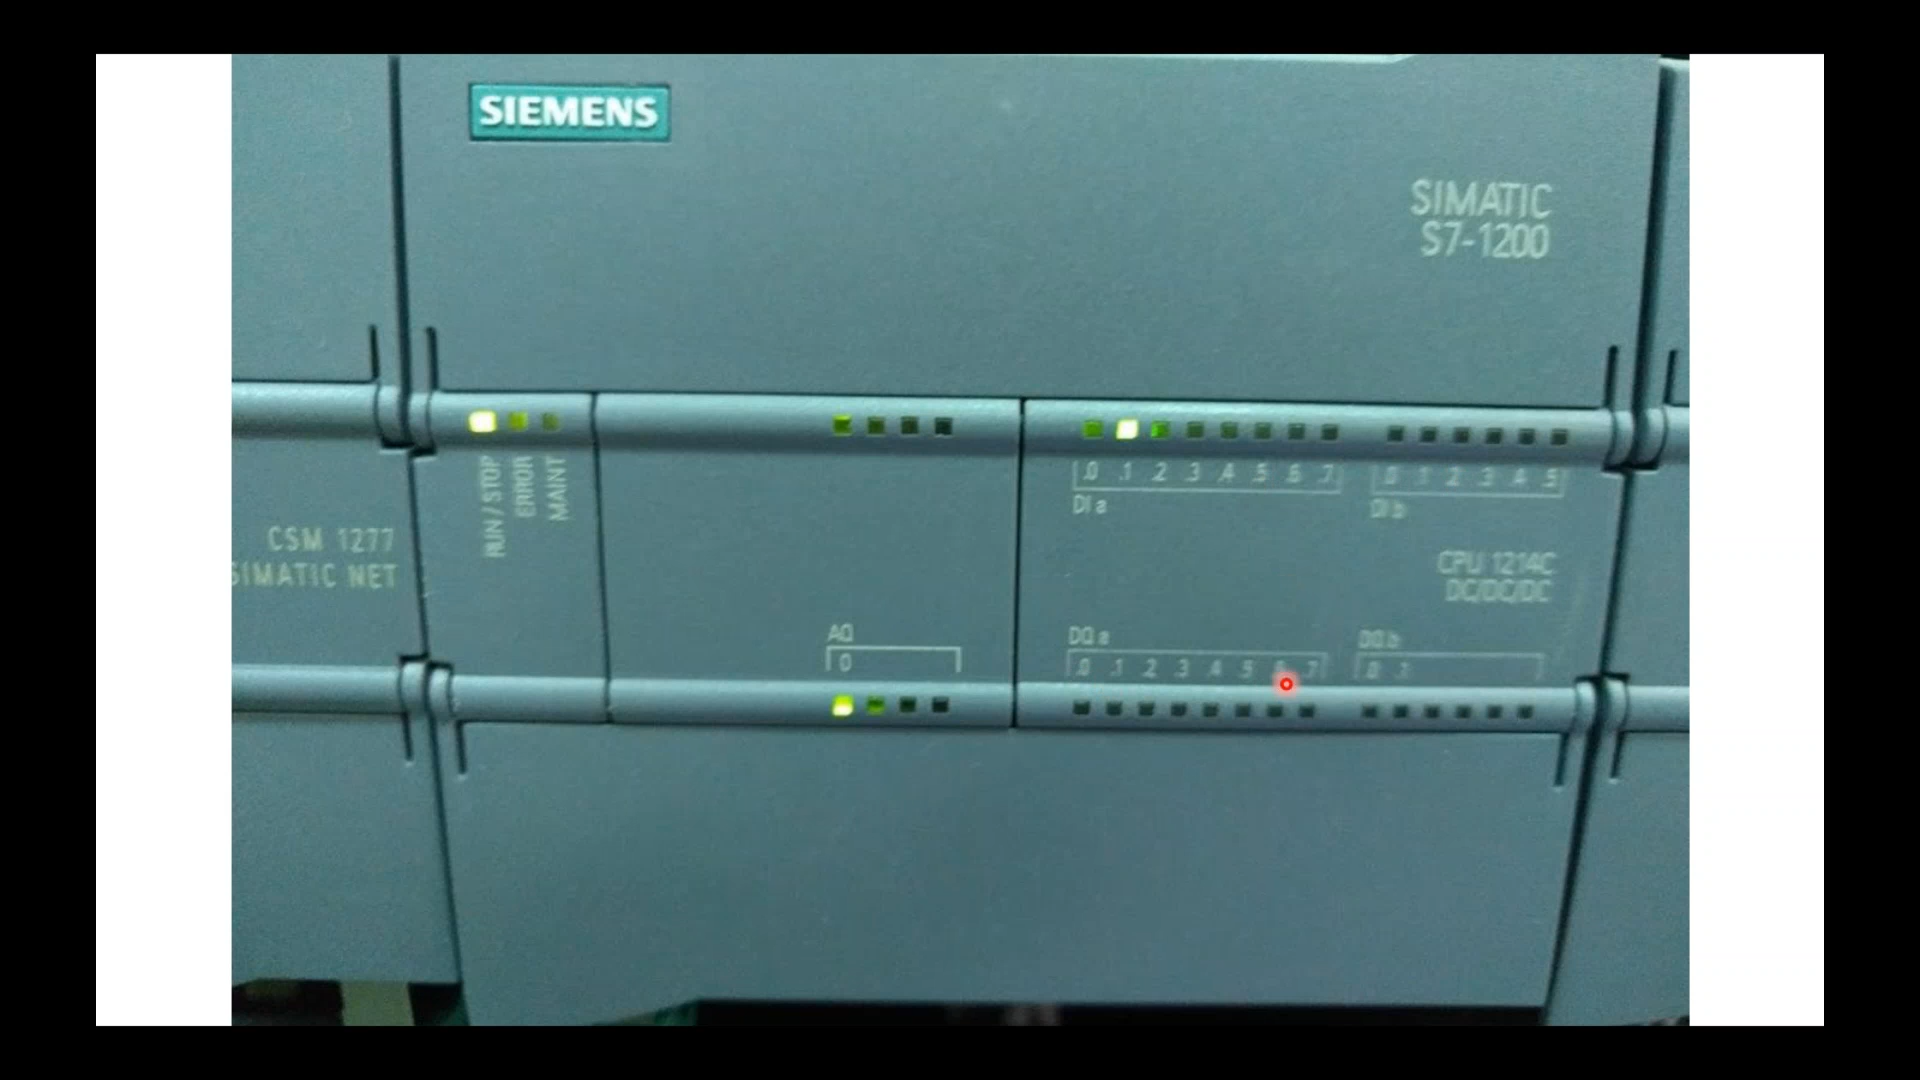 SIEMENS
SIMATIC
S7-1200
RUN / STOP
ERROR
MAINT
.0 .1 .2 .3 .4 .5 .6 .7
DI a
.0 .1 .2 .3 .4 .5
DI b
CSM 1277
SIMATIC NET
CPU 1214C
DC/DC/DC
AQ
0
DQ a
.0 .1 .2 .3 .4 .5 .6 .7
DQ b
.0 .1